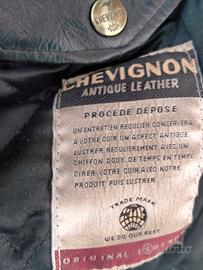 CHEVIGNON
CHEVIGNON
ANTIQUE LEATHER
PROCEDE DEPOSE
UN ENTRETIEN REGULIER CONSERVERA
A VOTRE CUIR UN ASPECT ANTIQUE.
LUSTRER REGULIEREMENT AVEC UN
CHIFFON DOUX. DE TEMPS EN TEMPS
CIRER VOTRE CUIR AVEC NOTRE
PRODUIT PUIS LUSTRER
TRADE MARK
WE DO OUR BEST
ORIGINAL
Subito